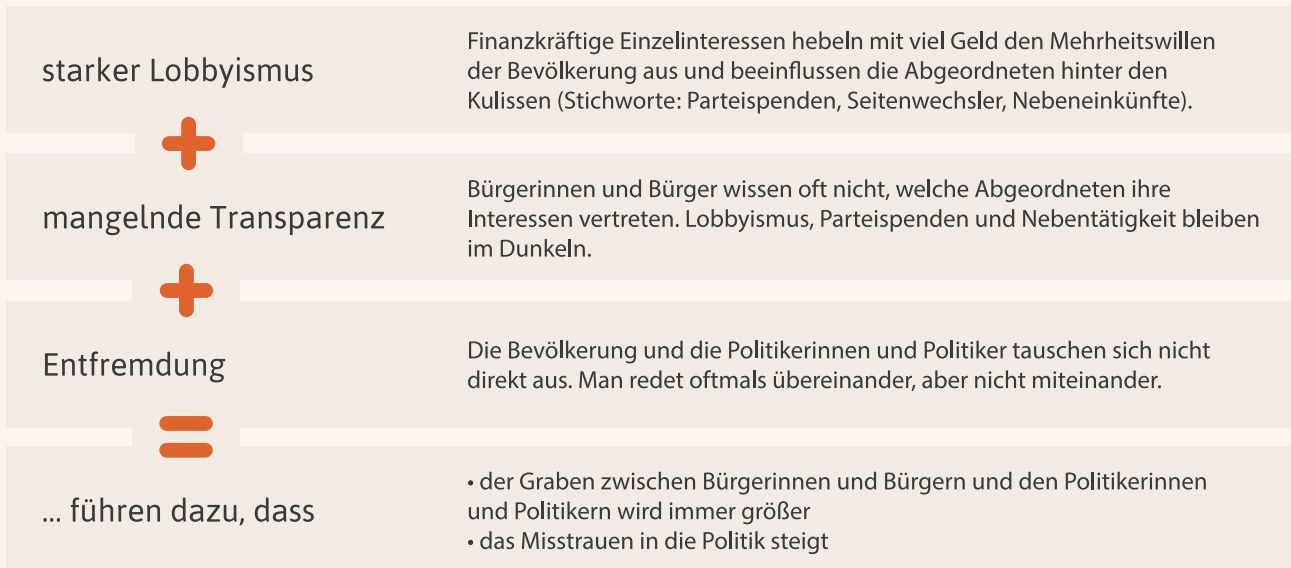 starker Lobbyismus
Finanzkräftige Einzelinteressen hebeln mit viel Geld den Mehrheitswillen
der Bevölkerung aus und beeinflussen die Abgeordneten hinter den
Kulissen (Stichworte: Parteispenden, Seitenwechsler, Nebeneinkünfte).
+
mangelnde Transparenz
Bürgerinnen und Bürger wissen oft nicht, welche Abgeordneten ihre
Interessen vertreten. Lobbyismus, Parteispenden und Nebentätigkeit bleiben
im Dunkeln.
+
Entfremdung
Die Bevölkerung und die Politikerinnen und Politiker tauschen sich nicht
direkt aus. Man redet oftmals übereinander, aber nicht miteinander.
=
... führen dazu, dass
• der Graben zwischen Bürgerinnen und Bürgern und den Politikerinnen
und Politikern wird immer größer
• das Misstrauen in die Politik steigt